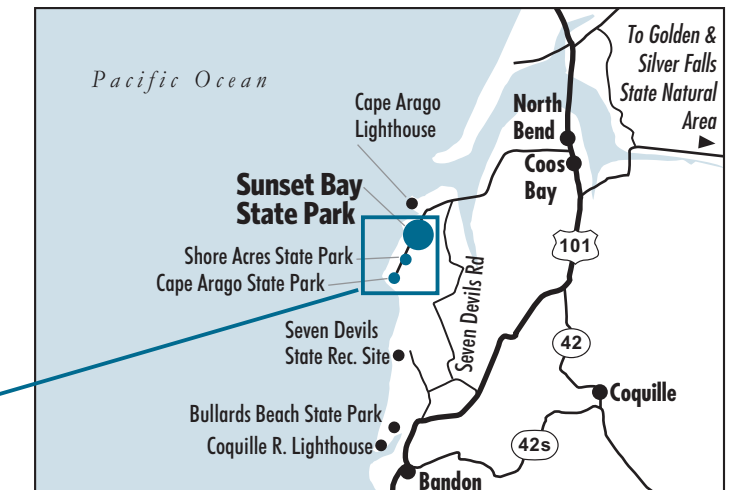 To Golden &
Silver Falls
State Natural
Area
Pacific Ocean
Cape Arago
Lighthouse
North
Bend
Coos
Bay
Sunset Bay
State Park
101
Shore Acres State Park
Cape Arago State Park
Seven Devils Rd
Seven Devils
State Rec. Site
42
Coquille
Bullards Beach State Park
Coquille R. Lighthouse
42s
Bandon